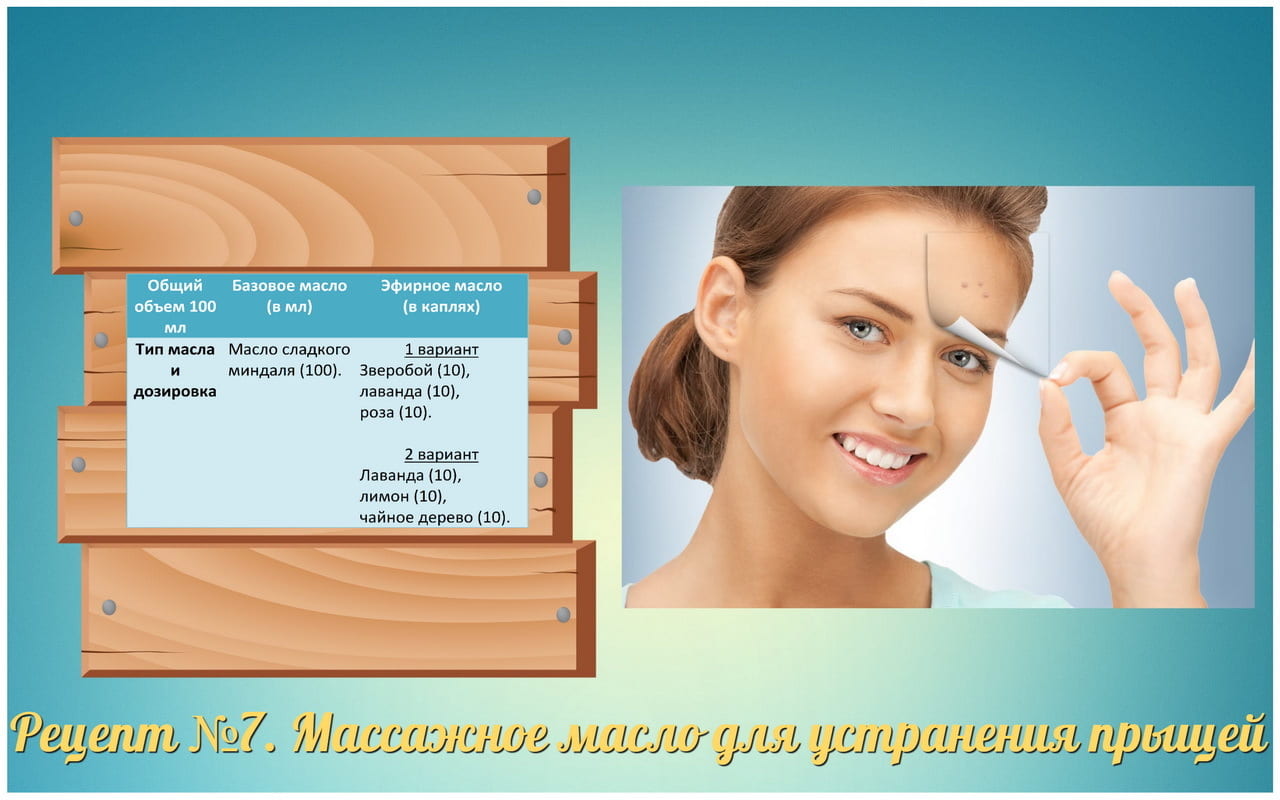 Общий
объем 100
мл
Базовое масло
(в мл)
Эфирное масло
(в каплях)
Тип масла
и
дозировка
Масло сладкого
миндаля (100).
1 вариант
Зверобой (10),
лаванда (10),
роза (10).
2 вариант
Лаванда (10),
лимон (10),
чайное дерево (10).
Рецепт №7. Массажное масло для устранения прыщей